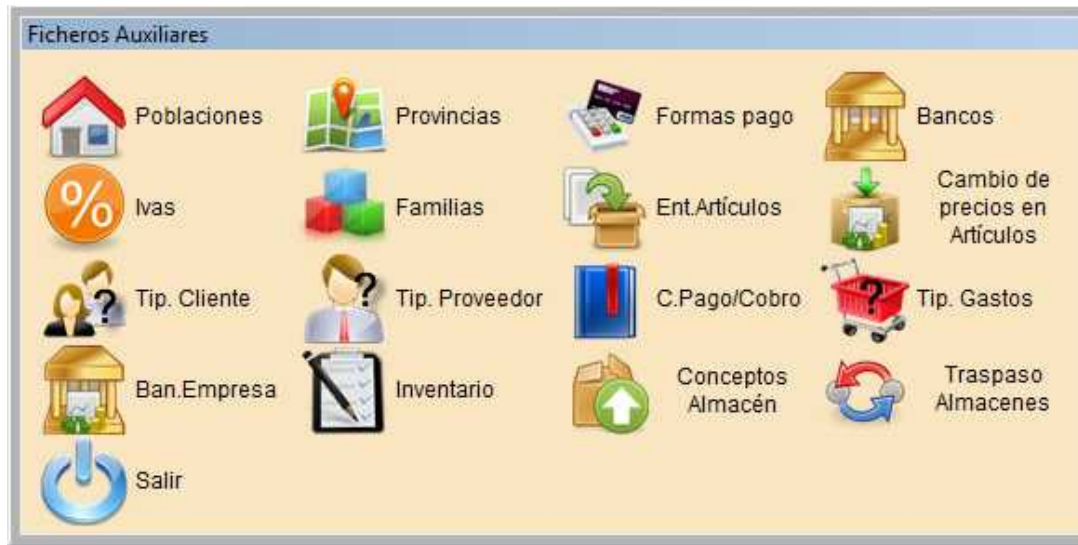 Ficheros Auxiliares
Poblaciones
Provincias
Formas pago
Bancos
%
Ivas
Familias
Ent.Artículos
Cambio de
precios en
Artículos
?
Tip. Cliente
?
Tip. Proveedor
C.Pago/Cobro
?
Tip. Gastos
Ban.Empresa
Inventario
Conceptos
Almacén
Traspaso
Almacenes
Salir